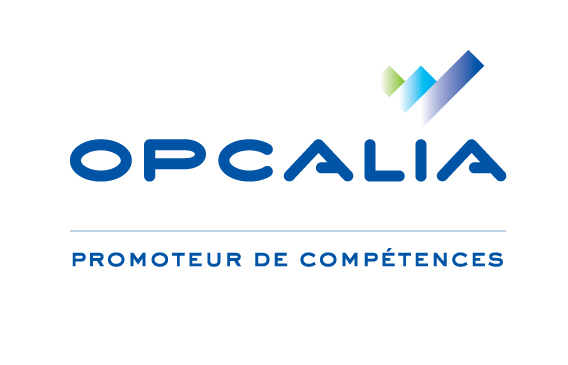 OPCALIA
PROMOTEUR DE COMPÉTENCES